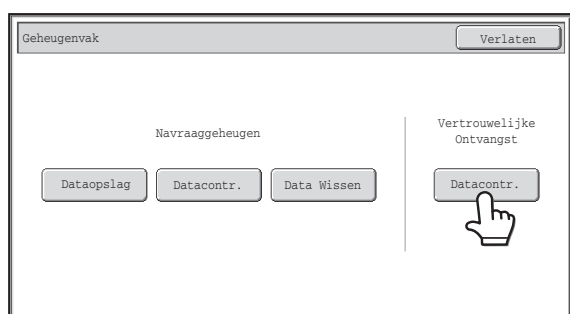 Geheugenvak
Verlaten
Navraaggeheugen
Vertrouwelijke
Ontvangst
Dataopslag
Datacontr.
Data Wissen
Datacontr.